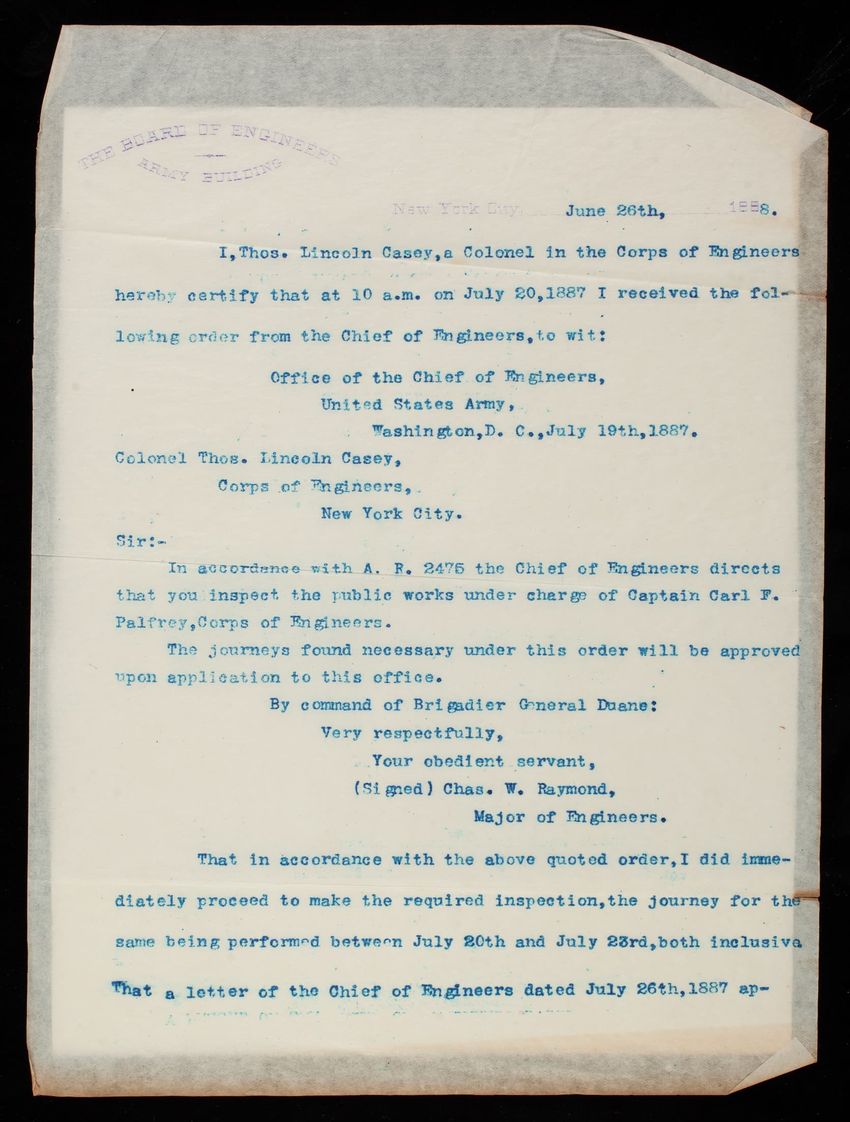 THE BOARD OF ENGINEERS
ARMY BUILDING
New York City, June 26th, 1888.
I,Thos. Lincoln Casey,a Colonel in the Corps of Engineers
hereby certify that at 10 a.m. on July 20,1887 I received the fol-
lowing order from the Chief of Engineers,to wit:
Office of the Chief of Engineers,
United States Army,
Washington,D. C.,July 19th,1887.
Colonel Thos. Lincoln Casey,
Corps of Engineers,
New York City.
Sir:-
In accordance with A. R. 2475 the Chief of Engineers directs
that you inspect the public works under charge of Captain Carl F.
Palfrey,Corps of Engineers.
The journeys found necessary under this order will be approved
upon application to this office.
By command of Brigadier General Duane:
Very respectfully,
Your obedient servant,
(Signed) Chas. W. Raymond,
Major of Engineers.
That in accordance with the above quoted order,I did imme-
diately proceed to make the required inspection,the journey for the
same being performed between July 20th and July 23rd,both inclusive
That a letter of the Chief of Engineers dated July 26th,1887 ap-